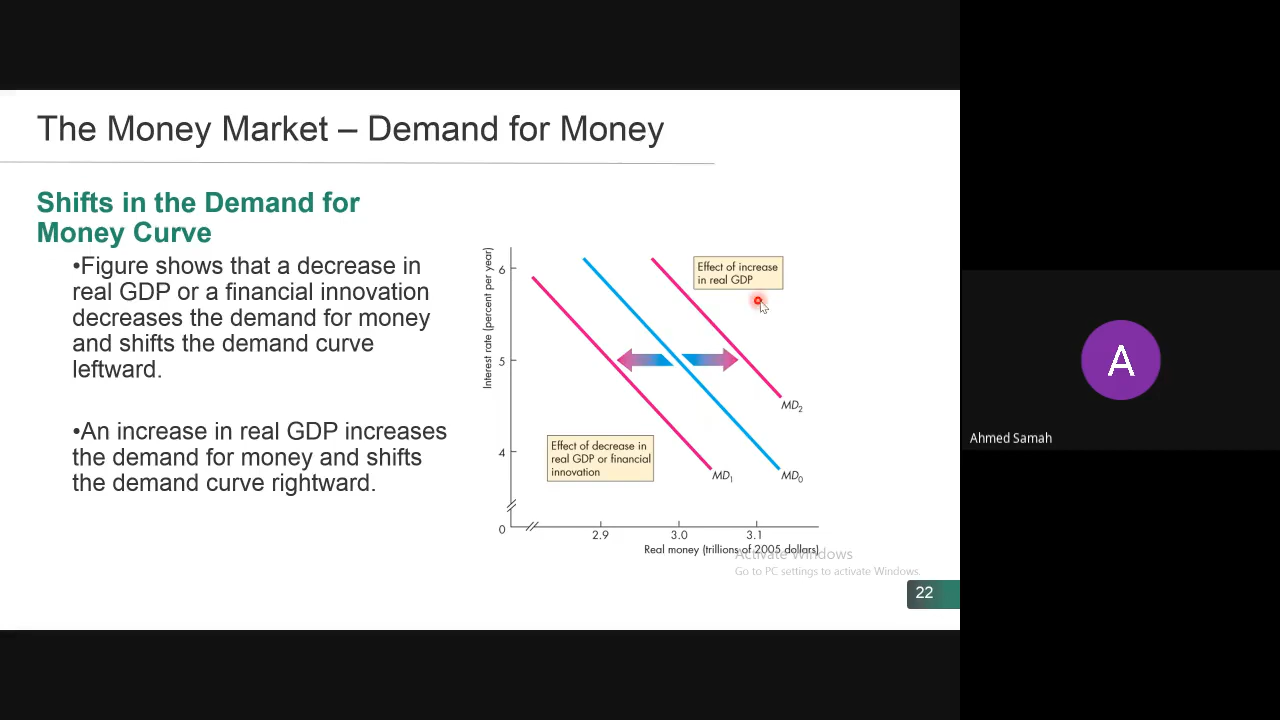 The Money Market – Demand for Money
Shifts in the Demand for
Money Curve
•Figure shows that a decrease in
real GDP or a financial innovation
decreases the demand for money
and shifts the demand curve
leftward.
•An increase in real GDP increases
the demand for money and shifts
the demand curve rightward.
Interest rate (percent per year)
6
5
4
0
Effect of increase
in real GDP
MD2
Effect of decrease in
real GDP or financial
innovation
MD1
MD0
2.9
3.0
3.1
Real money (trillions of 2005 dollars)
Activate Windows
Go to PC settings to activate Windows.
22
A
Ahmed Samah